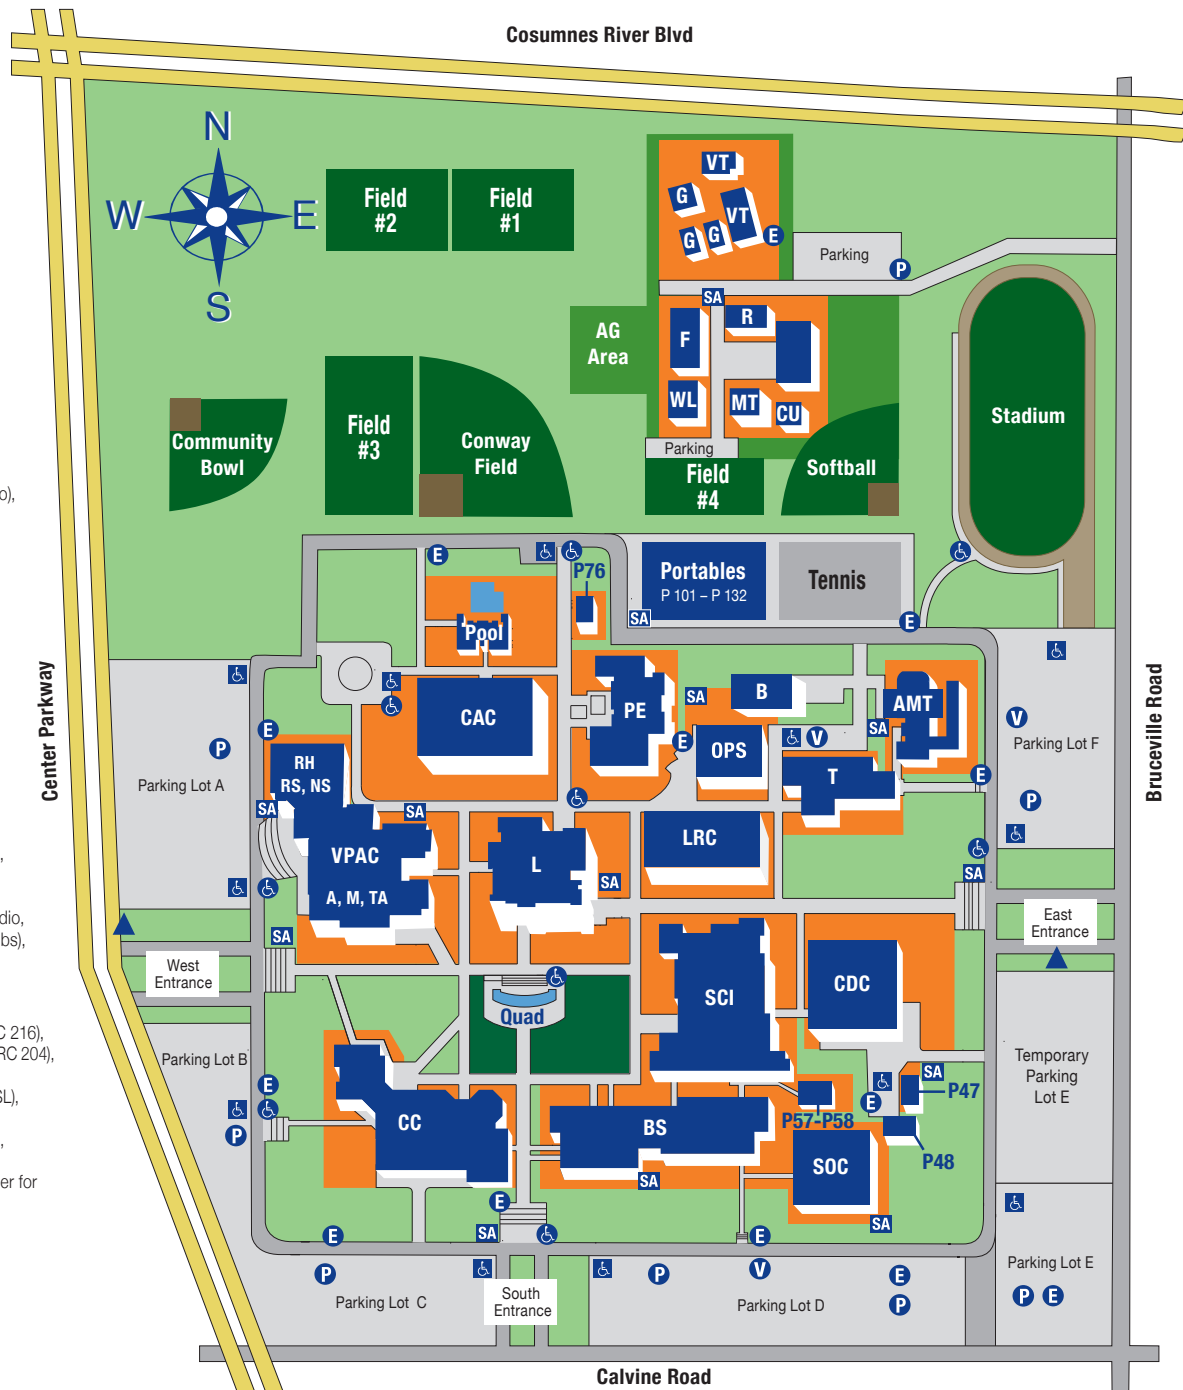 Cosumnes River Blvd
N
W
E
S
Field
#2
Field
#1
VT
G
VT
G
G
E
Parking
P
SA
R
F
AG
Area
WL
MT
CU
Parking
Stadium
Community
Bowl
Field
#3
Conway
Field
Field
#4
Softball
o),
E
P76
Portables
P 101 – P 132
Tennis
SA
E
Pool
Center Parkway
Bruceville Road
CAC
PE
SA
B
AMT
SA
E
OPS
V
V
Parking Lot F
E
P
RH
RS, NS
Parking Lot A
T
E
P
SA
SA
VPAC
L
LRC
A, M, TA
SA
SA
,
dio,
bs),
SA
East
Entrance
West
Entrance
SCI
CDC
Quad
C 216),
RC 204),
Parking Lot B
Temporary
Parking
Lot E
SA
E
P47
E
SL),
P57-P58
CC
BS
P
,
P48
SOC
er for
SA
E
SA
SA
E
E
P
Parking Lot C
South
Entrance
P
V
Parking Lot D
E
P
Parking Lot E
P
E
Calvine Road